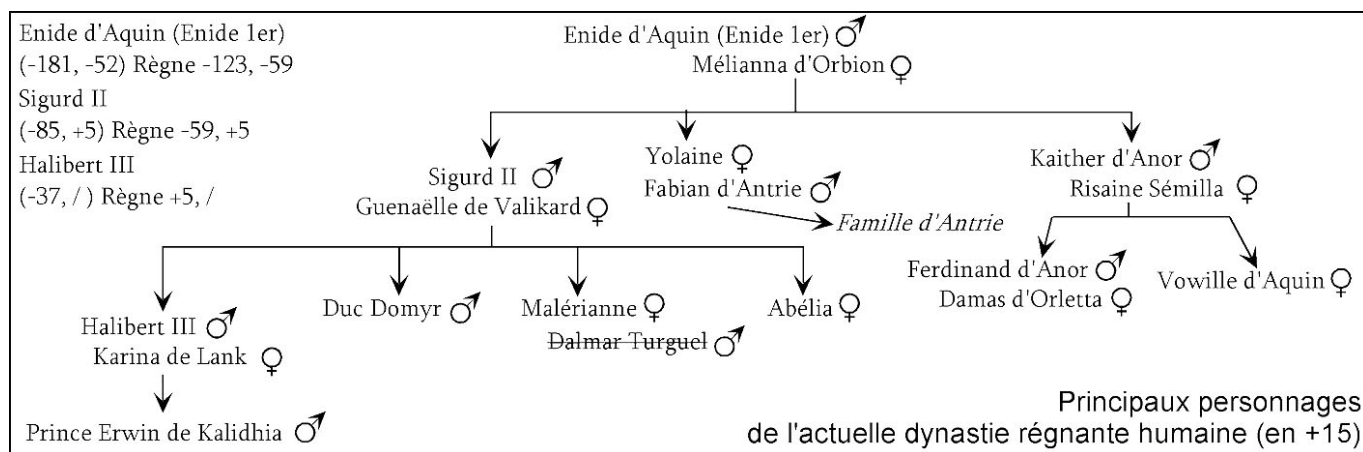 Enide d'Aquin (Enide 1er)
(-181, -52) Règne -123, -59
Sigurd II
(-85, +5) Règne -59, +5
Halibert III
(-37, / ) Règne +5, /
Enide d'Aquin (Enide 1er) ♂
Mélianna d'Orbion ♀
Sigurd II ♂
Guenaëlle de Valikard ♀
Yolaine ♀
Fabian d'Antrie ♂
Famille d'Antrie
Kaither d'Anor ♂
Risaine Sémilla ♀
Halibert III ♂
Karina de Lank ♀
Duc Domyr ♂
Malérianne ♀
Dalmar Turguel ♂
Abélia ♀
Ferdinand d'Anor ♂
Damas d'Orletta ♀
Vowille d'Aquin ♀
Prince Erwin de Kalidhia ♂
Principaux personnages
de l'actuelle dynastie régnante humaine (en +15)